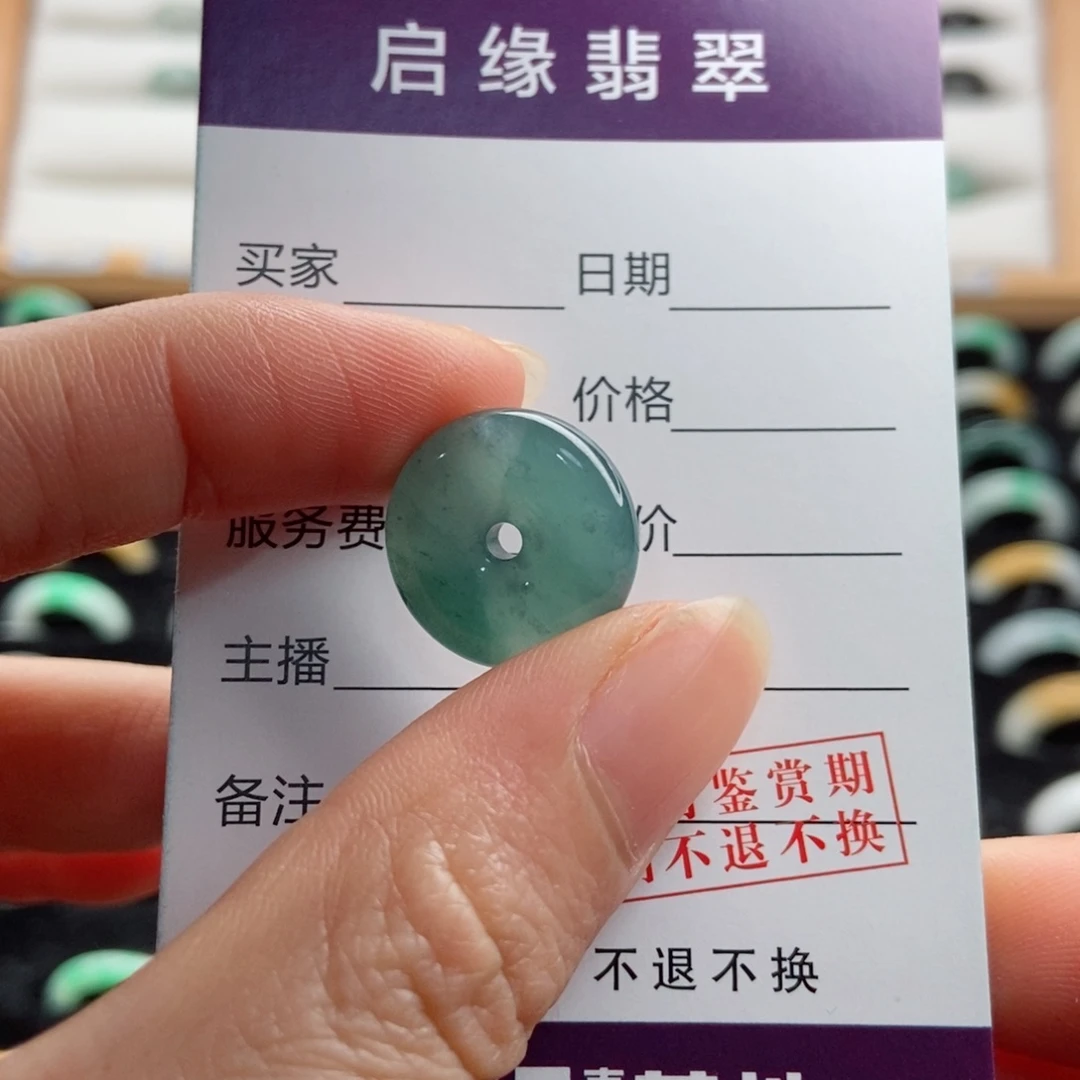 启缘翡翠
买家 日期
价格
服务费 价
主播
备注
鉴赏期
不退不换
不退不换